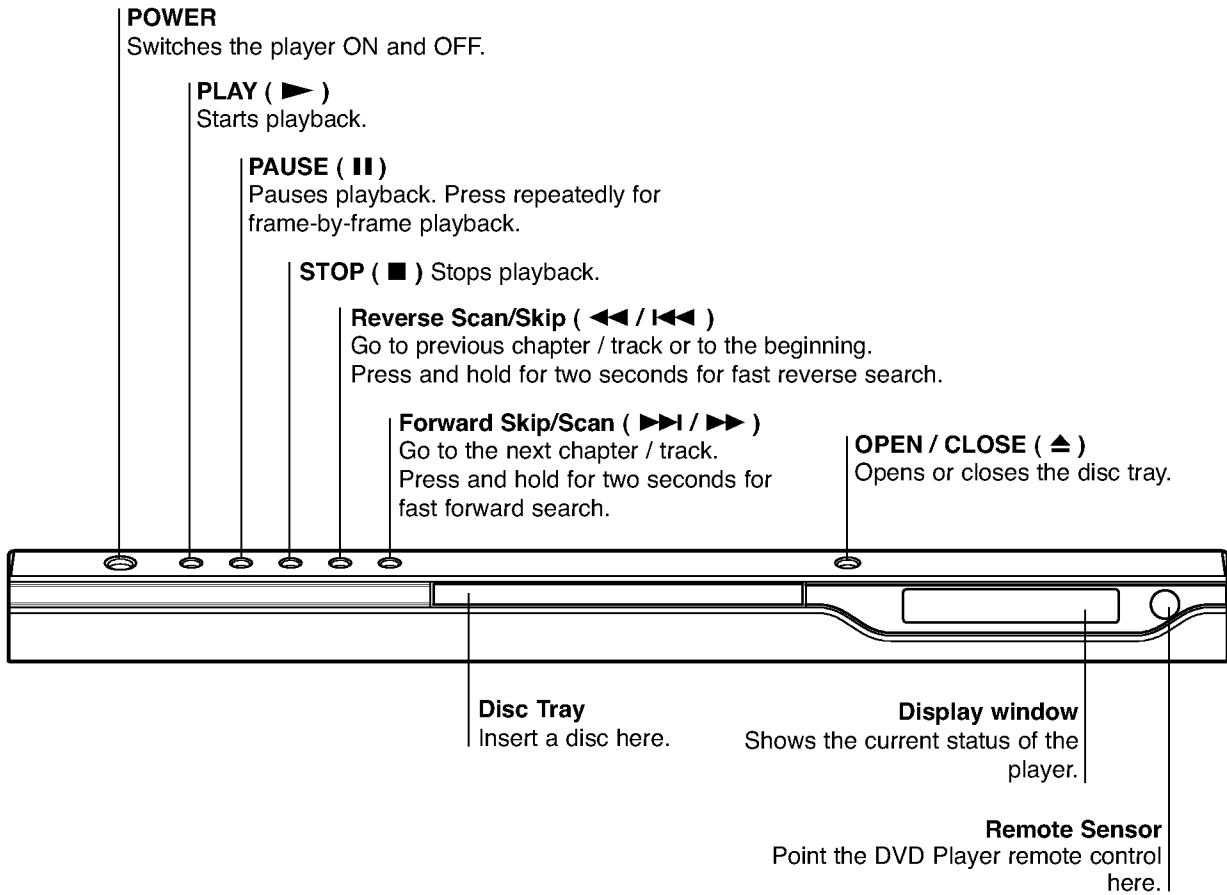 POWER
Switches the player ON and OFF.
PLAY ( ► )
Starts playback.
PAUSE ( ❚❚ )
Pauses playback. Press repeatedly for
frame-by-frame playback.
STOP ( ■ ) Stops playback.
Reverse Scan/Skip ( ◄◄ / I◄◄ )
Go to previous chapter / track or to the beginning.
Press and hold for two seconds for fast reverse search.
Forward Skip/Scan ( ►►I / ►► )
Go to the next chapter / track.
Press and hold for two seconds for
fast forward search.
OPEN / CLOSE ( ⏏ )
Opens or closes the disc tray.
Disc Tray
Insert a disc here.
Display window
Shows the current status of the
player.
Remote Sensor
Point the DVD Player remote control
here.